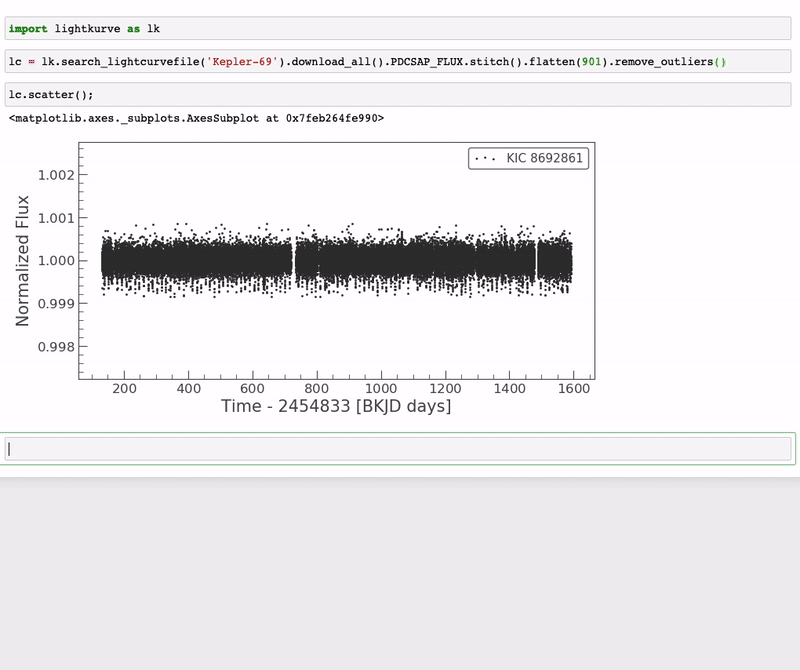 import lightkurve as lk
lc = lk.search_lightcurvefile('Kepler-69').download_all().PDCSAP_FLUX.stitch().flatten(901).remove_outliers()
lc.scatter();
<matplotlib.axes._subplots.AxesSubplot at 0x7feb264fe990>
KIC 8692861
1.002
1.001
1.000
0.999
0.998
Normalized Flux
200 400 600 800 1000 1200 1400 1600
Time - 2454833 [BKJD days]